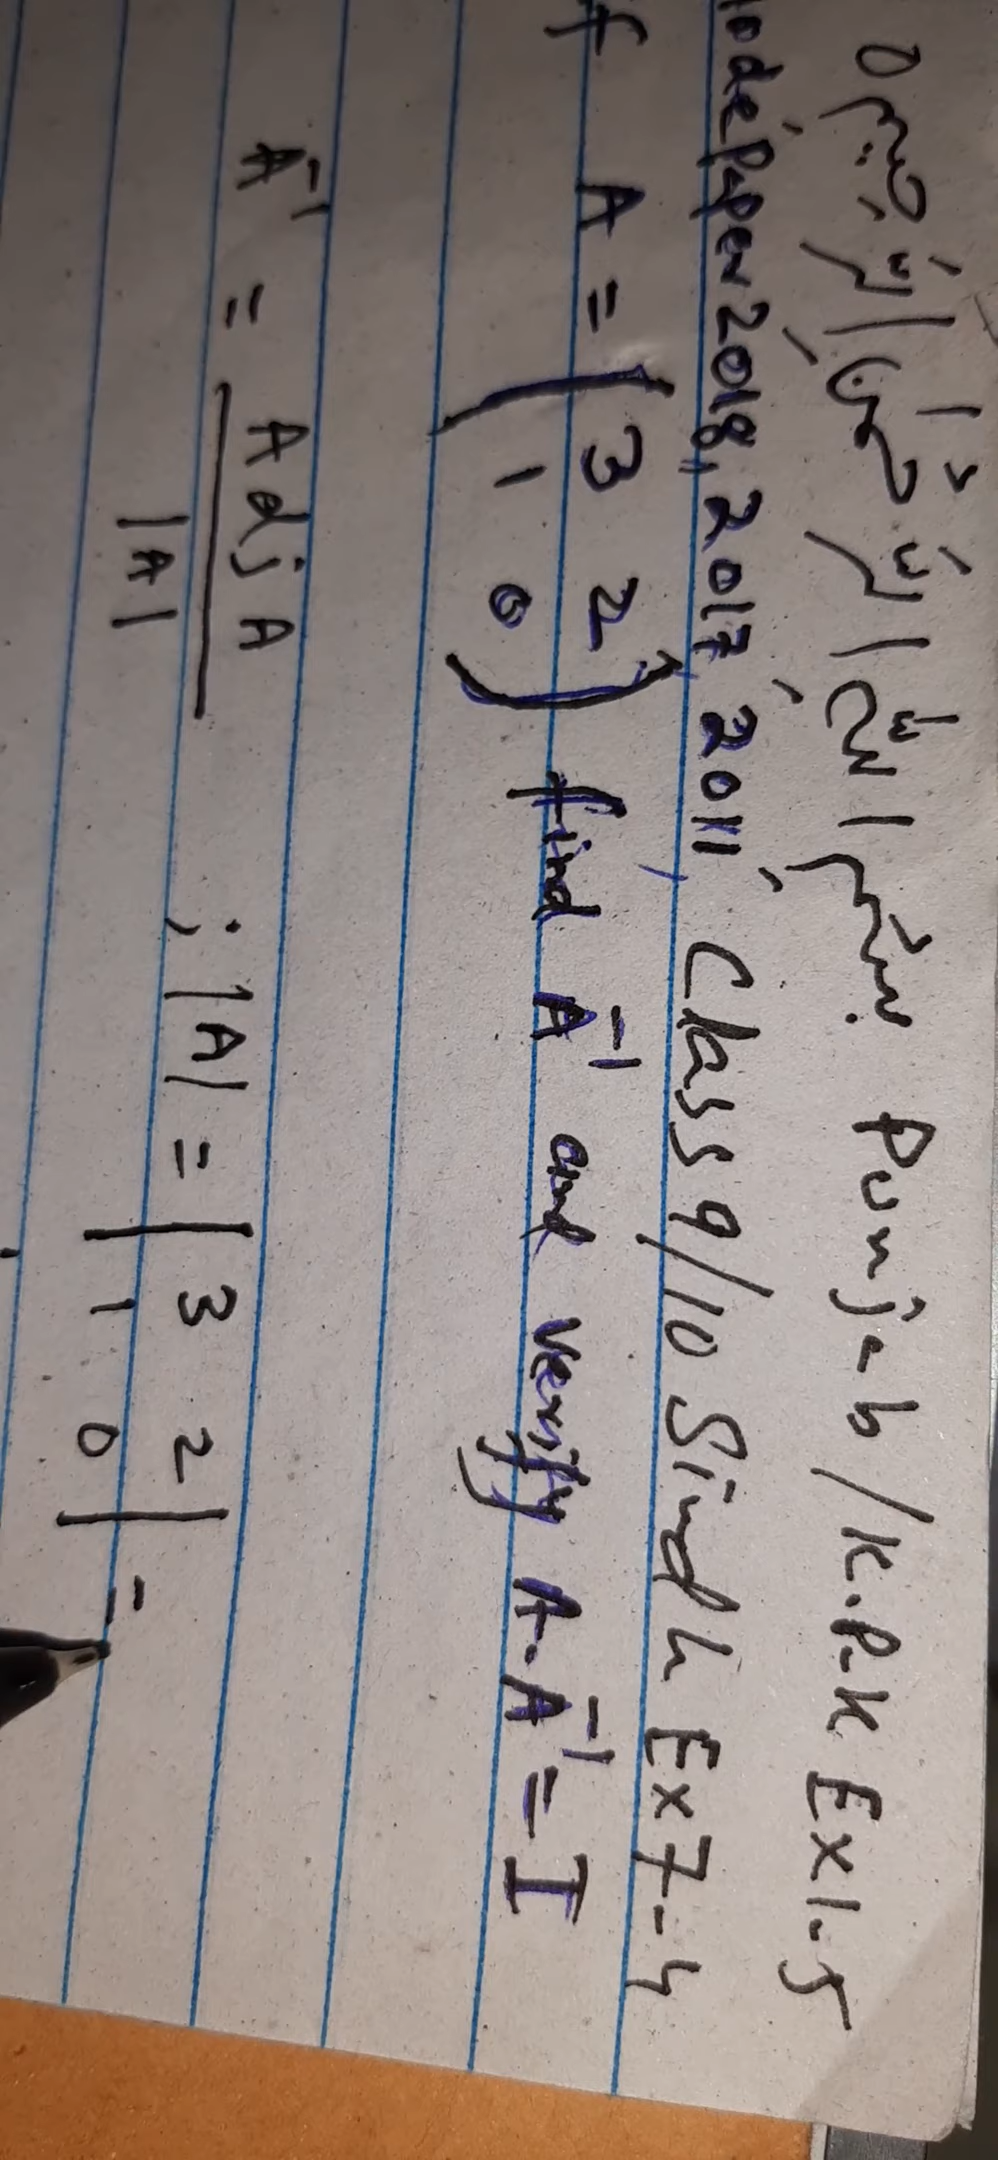 Punjab / K.P.K Ex 1.5
Model Paper 2018, 2017, 2011, Class 9/10 Sindh Ex 7-4
if A = ( 3 2
1 0 ) find A⁻¹ and verify A·A⁻¹ = I
A⁻¹ = Adj A / |A| ; |A| = | 3 2
1 0 | =